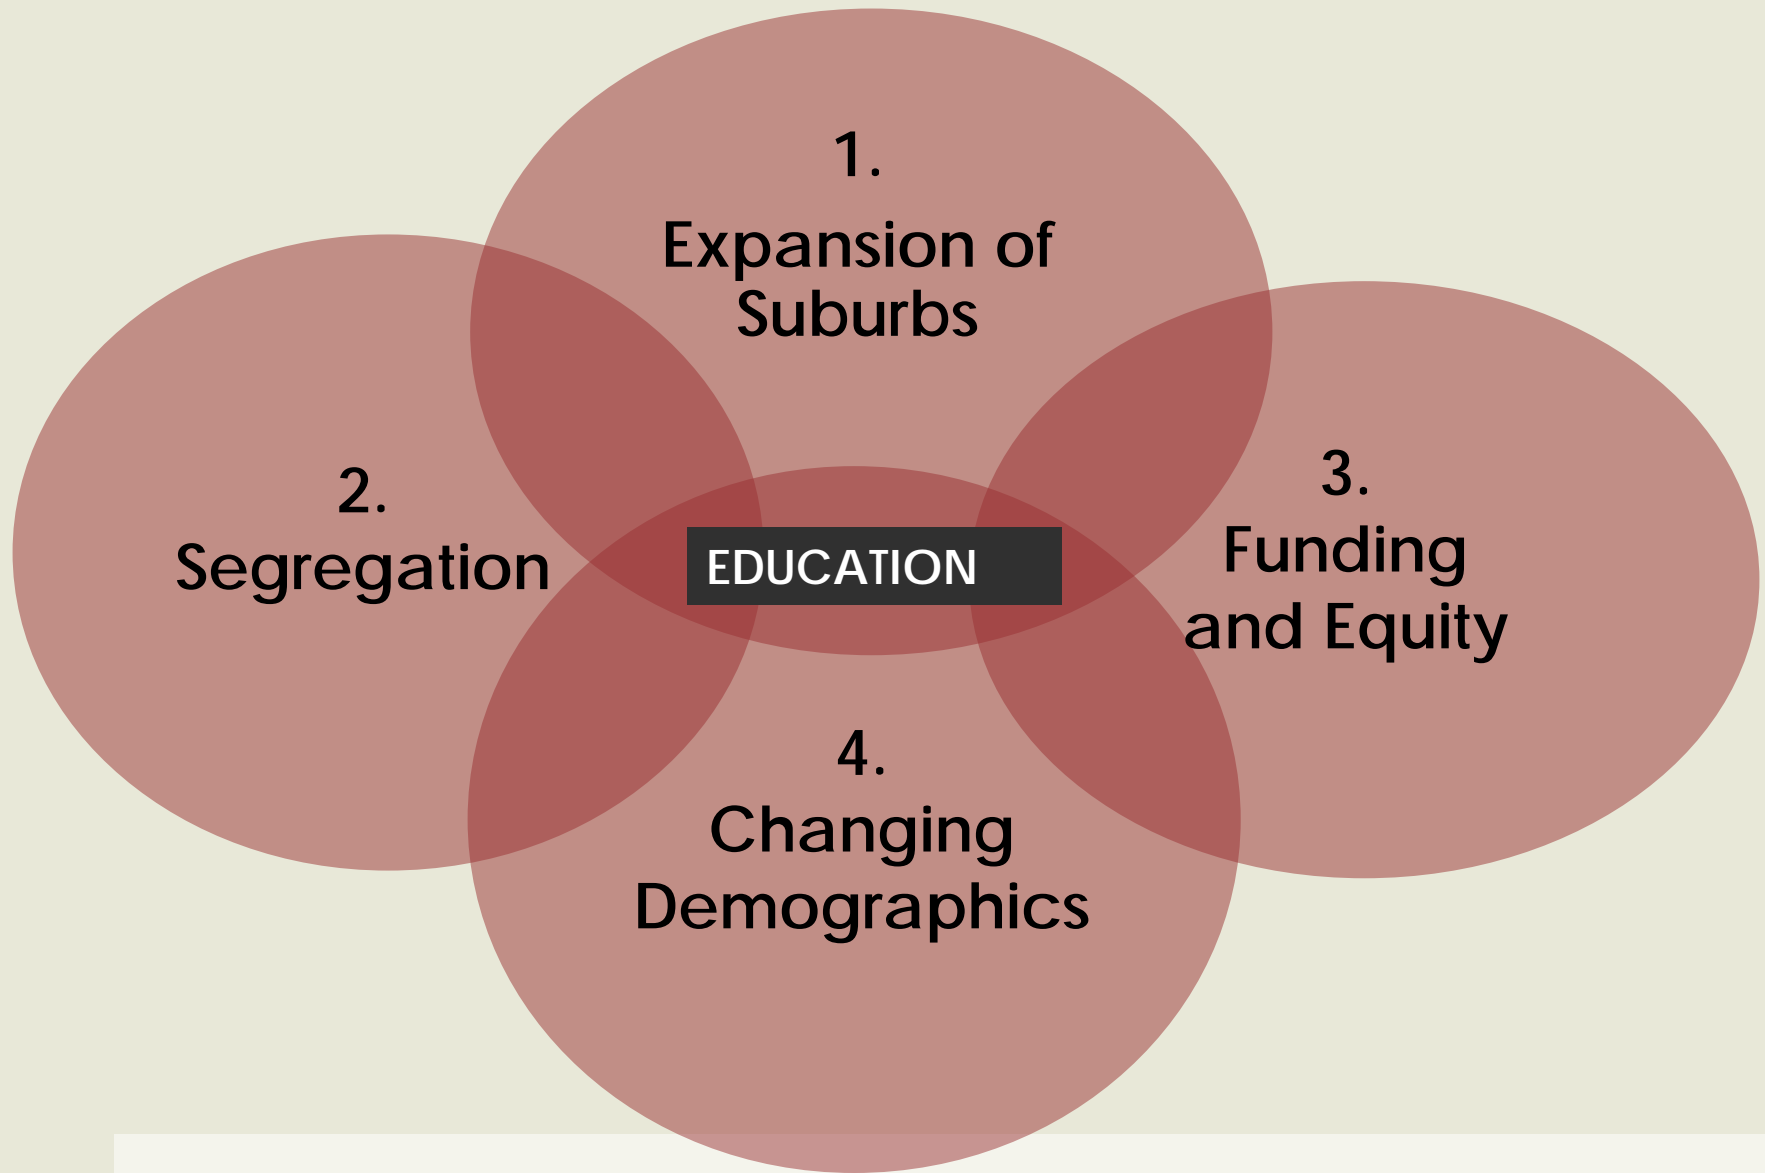 1.
Expansion of
Suburbs
2.
Segregation
EDUCATION
3.
Funding
and Equity
4.
Changing
Demographics